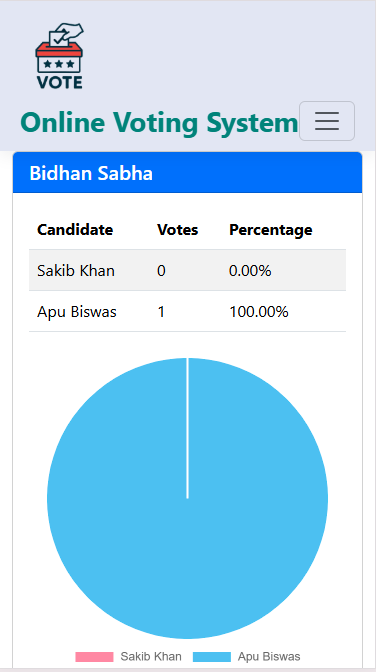 VOTE
Online Voting System
Bidhan Sabha
Candidate Votes Percentage
Sakib Khan 0 0.00%
Apu Biswas 1 100.00%
Sakib Khan Apu Biswas